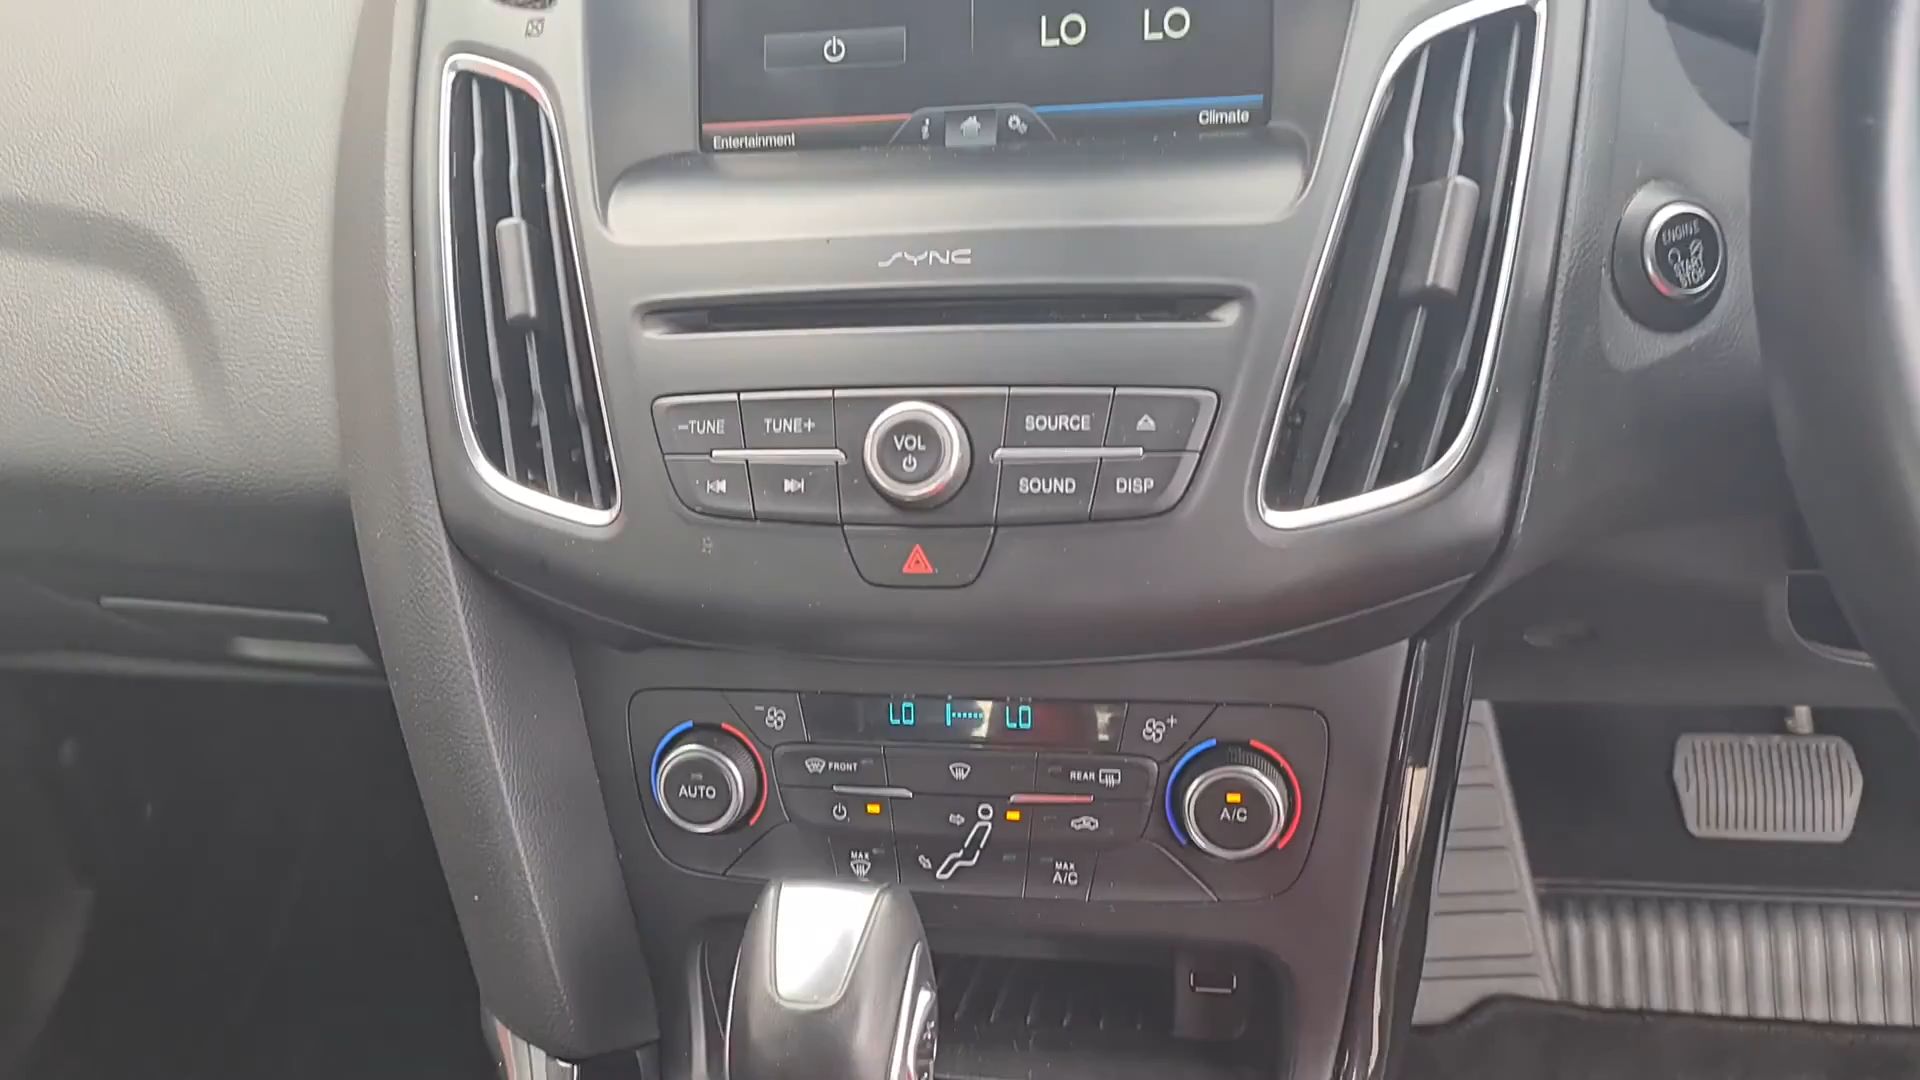 LO LO
Entertainment
Climate
SYNC
ENGINE
START
STOP
–TUNE TUNE+ VOL SOURCE
SOUND DISP
LO LO
– +
FRONT REAR
AUTO A/C
MAX MAX
A/C